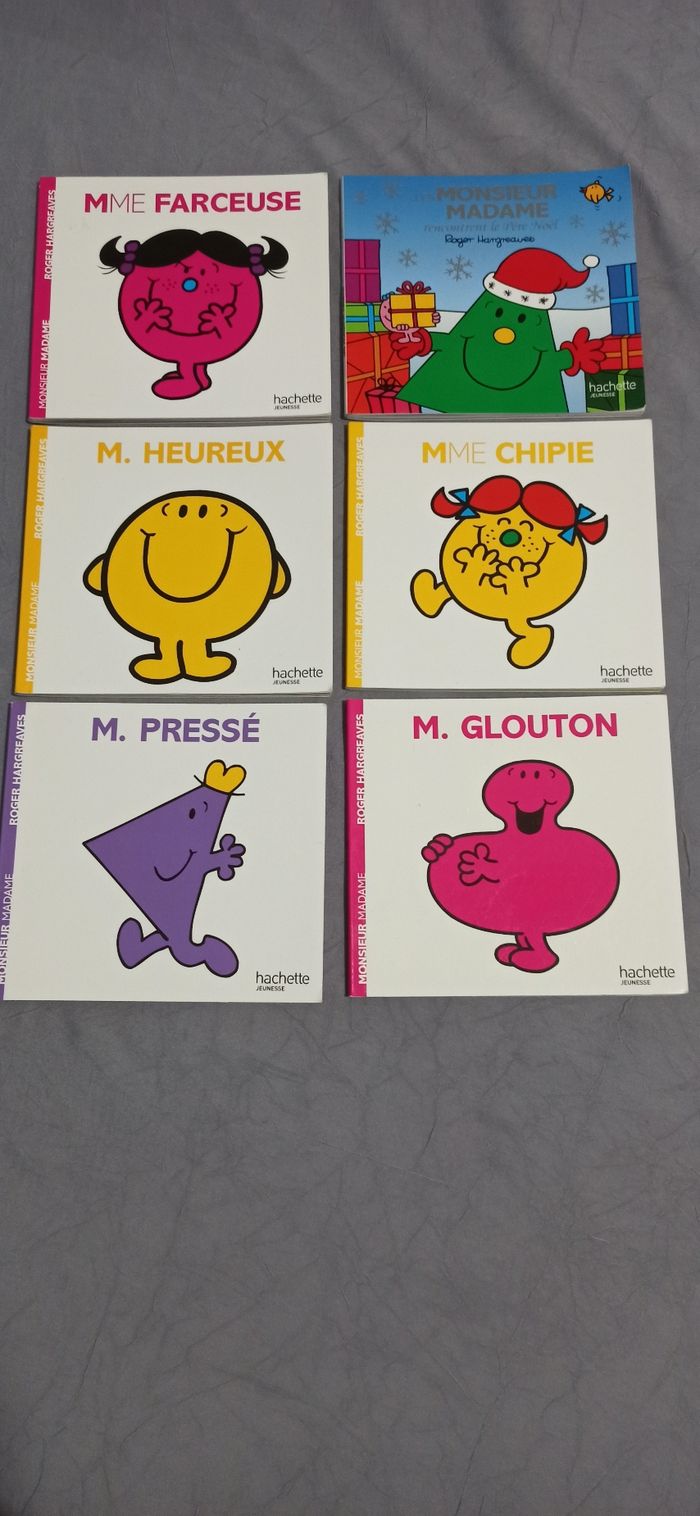 MME FARCEUSE
ROGER HARGREAVES
MONSIEUR MADAME
hachette
JEUNESSE
LES MONSIEUR
MADAME
rencontrent le Père Noël
Roger Hargreaves
hachette
JEUNESSE
M. HEUREUX
ROGER HARGREAVES
MONSIEUR MADAME
hachette
JEUNESSE
MME CHIPIE
ROGER HARGREAVES
MONSIEUR MADAME
hachette
JEUNESSE
M. PRESSÉ
ROGER HARGREAVES
MONSIEUR MADAME
hachette
JEUNESSE
M. GLOUTON
ROGER HARGREAVES
MONSIEUR MADAME
hachette
JEUNESSE